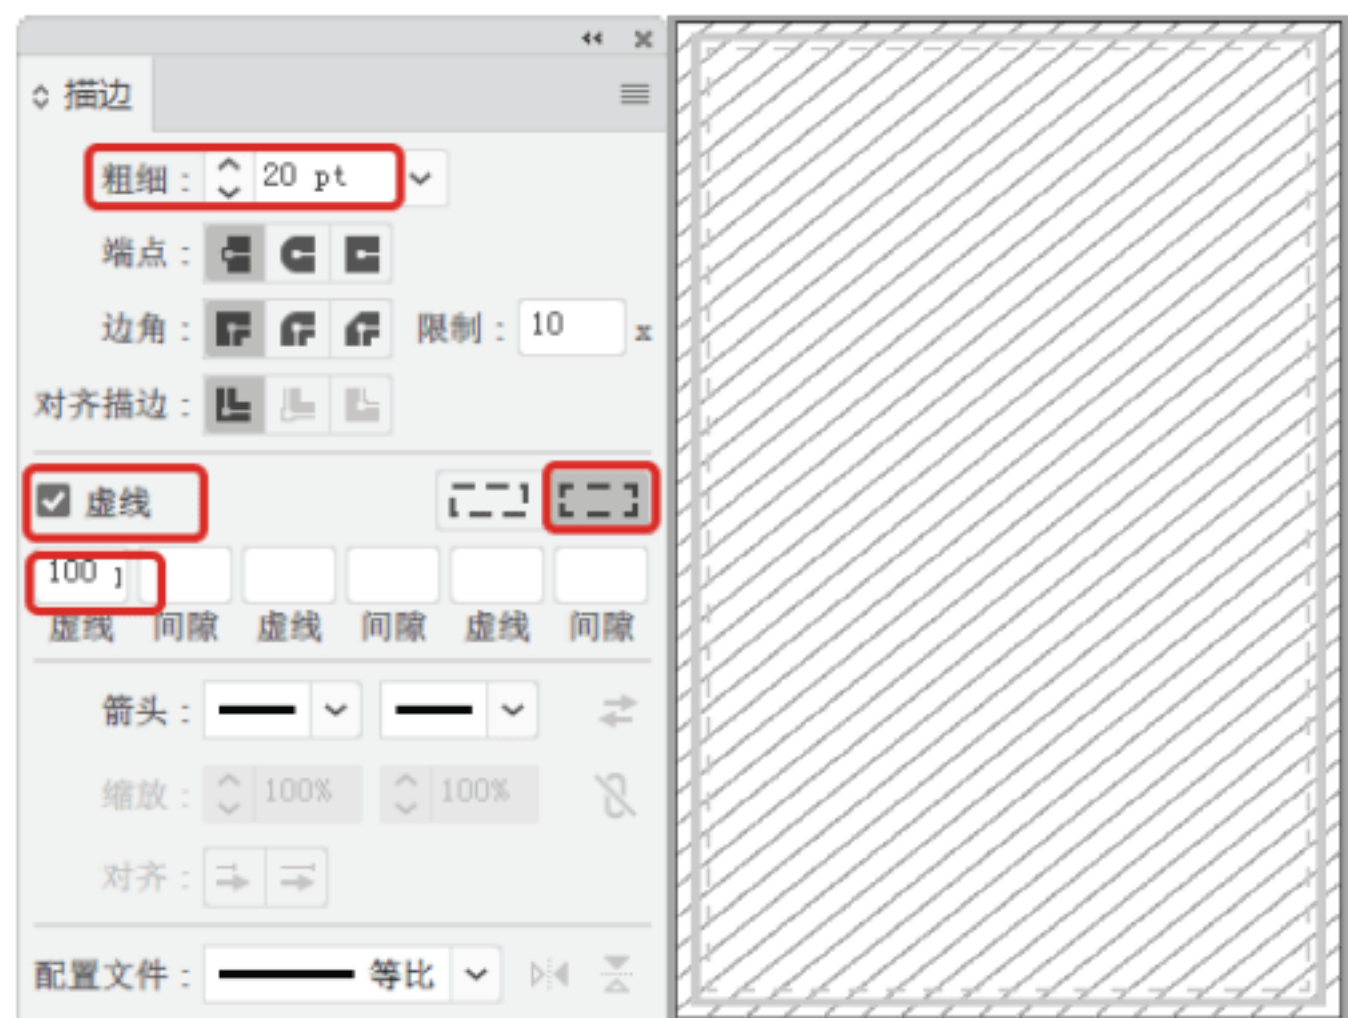 描边
粗细： 20 pt
端点：
边角： 限制： 10 x
对齐描边：
虚线
100
虚线 间隙 虚线 间隙 虚线 间隙
箭头：
缩放： 100% 100%
对齐：
配置文件： 等比